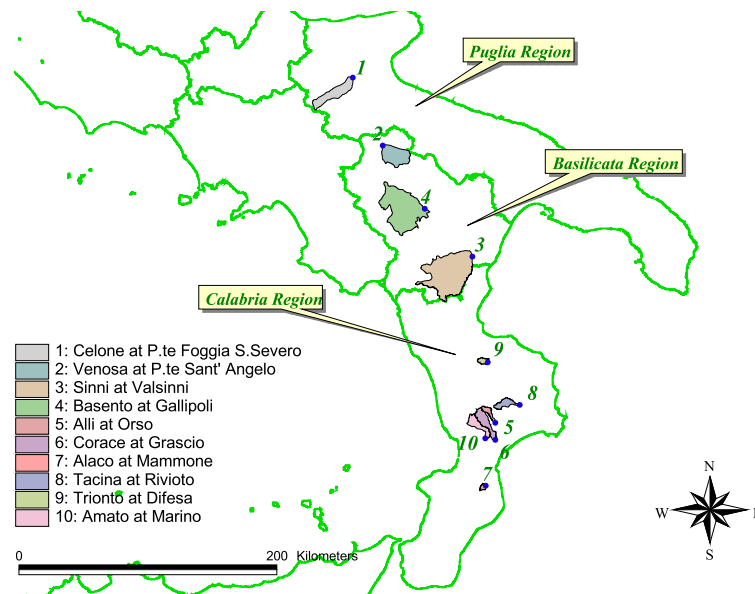 1
Puglia Region
2
Basilicata Region
4
3
Calabria Region
9
8
5
10
6
7
1: Celone at P.te Foggia S.Severo
2: Venosa at P.te Sant' Angelo
3: Sinni at Valsinni
4: Basento at Gallipoli
5: Alli at Orso
6: Corace at Grascio
7: Alaco at Mammone
8: Tacina at Rivioto
9: Trionto at Difesa
10: Amato at Marino
N
W
S
0
200 Kilometers